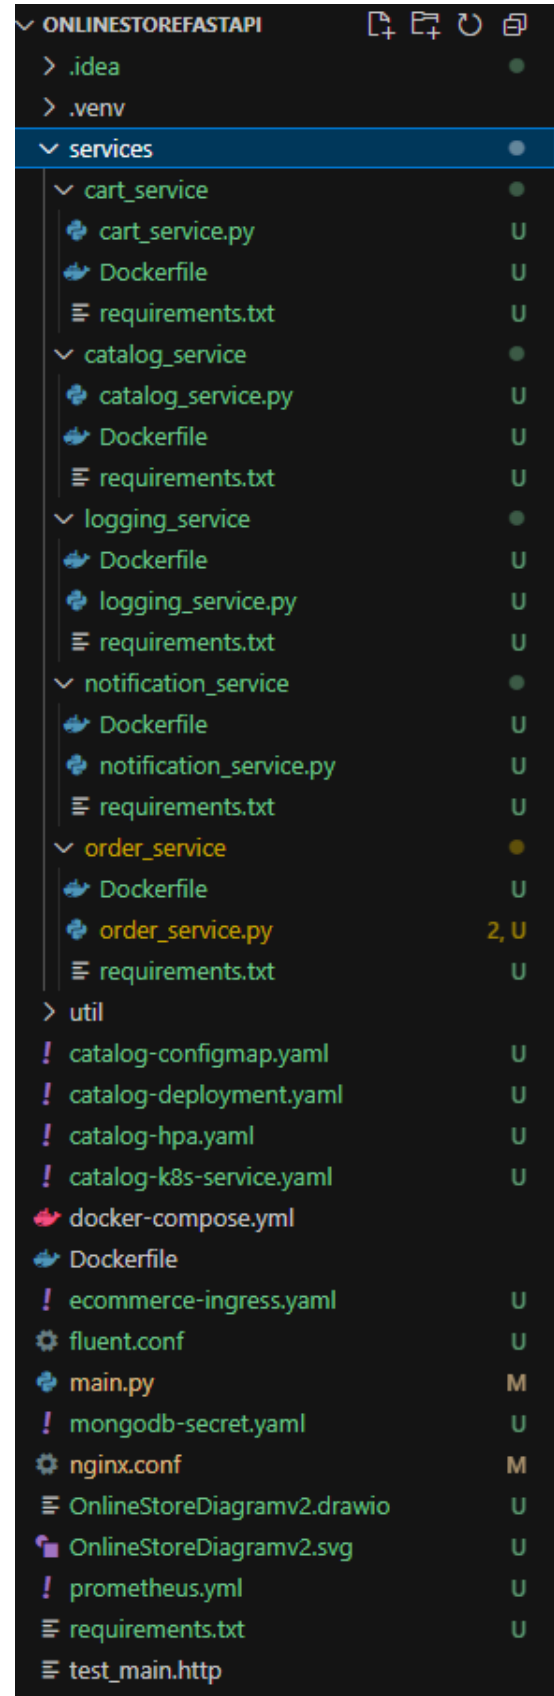 ONLINESTOREFASTAPI
.idea
.venv
services
cart_service
cart_service.py U
Dockerfile U
requirements.txt U
catalog_service
catalog_service.py U
Dockerfile U
requirements.txt U
logging_service
Dockerfile U
logging_service.py U
requirements.txt U
notification_service
Dockerfile U
notification_service.py U
requirements.txt U
order_service
Dockerfile U
order_service.py 2, U
requirements.txt U
util
! catalog-configmap.yaml U
! catalog-deployment.yaml U
! catalog-hpa.yaml U
! catalog-k8s-service.yaml U
docker-compose.yml
Dockerfile
! ecommerce-ingress.yaml U
fluent.conf U
main.py M
! mongodb-secret.yaml U
nginx.conf M
OnlineStoreDiagramv2.drawio U
OnlineStoreDiagramv2.svg U
! prometheus.yml U
requirements.txt U
test_main.http